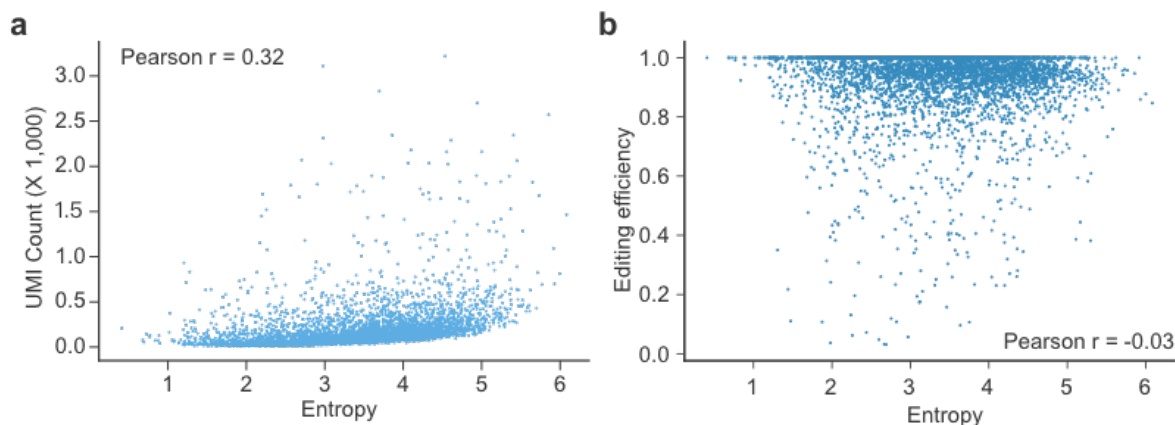 a
Pearson r = 0.32
UMI Count (X 1,000)
3.0
2.5
2.0
1.5
1.0
0.5
0.0
1 2 3 4 5 6
Entropy
b
Editing efficiency
1.0
0.8
0.6
0.4
0.2
0.0
Pearson r = -0.03
1 2 3 4 5 6
Entropy